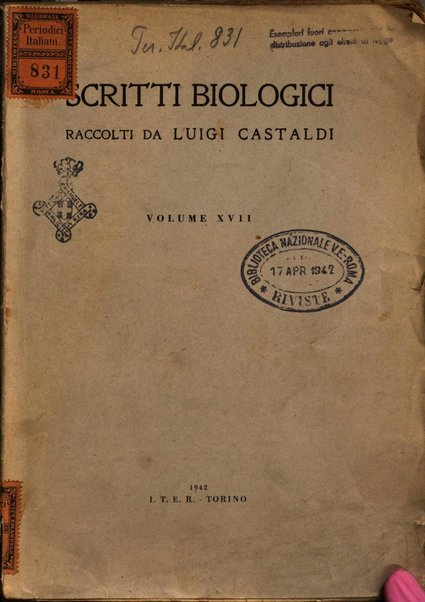 Periodici
Italiani.
831
ROMA
Per. Ital. 831
Esemplari fuori
distribuzione agli effetti di legge
SCRITTI BIOLOGICI
RACCOLTI DA LUIGI CASTALDI
VOLUME XVII
BIBLIOTECA NAZIONALE V.E-ROMA
17 APR 1942
RIVISTE
1942
I. T. E. R. - TORINO